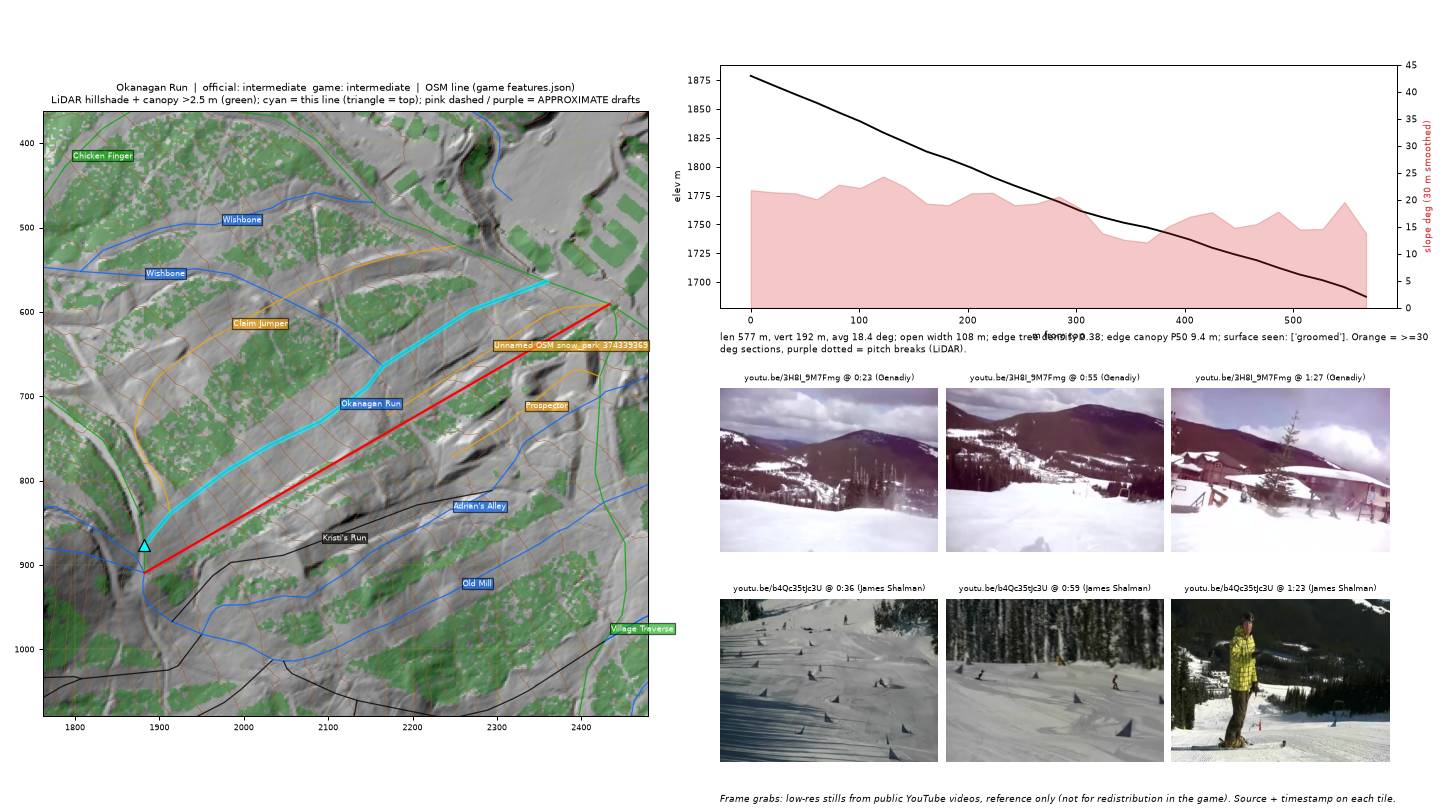 Okanagan Run | official: intermediate game: intermediate | OSM line (game features.json)
LiDAR hillshade + canopy >2.5 m (green); cyan = this line (triangle = top); pink dashed / purple = APPROXIMATE drafts
400
500
600
700
800
900
1000
1800
1900
2000
2100
2200
2300
2400
Chicken Finger
Wishbone
Wishbone
Claim Jumper
Unnamed OSM snow_park 374339369
Okanagan Run
Prospector
Adrian's Alley
Kristi's Run
Old Mill
Village Traverse
elev m
1875
1850
1825
1800
1775
1750
1725
1700
45
40
35
30
25
20
15
10
5
0
slope deg (30 m smoothed)
0
100
200
300
400
500
m from top
len 577 m, vert 192 m, avg 18.4 deg; open width 108 m; edge tree density 0.38; edge canopy P50 9.4 m; surface seen: ['groomed']. Orange = >=30
deg sections, purple dotted = pitch breaks (LiDAR).
youtu.be/3H8I_9M7Fmg @ 0:23 (Genadiy)
youtu.be/3H8I_9M7Fmg @ 0:55 (Genadiy)
youtu.be/3H8I_9M7Fmg @ 1:27 (Genadiy)
youtu.be/b4Qc35tJc3U @ 0:36 (James Shalman)
youtu.be/b4Qc35tJc3U @ 0:59 (James Shalman)
youtu.be/b4Qc35tJc3U @ 1:23 (James Shalman)
Frame grabs: low-res stills from public YouTube videos, reference only (not for redistribution in the game). Source + timestamp on each tile.